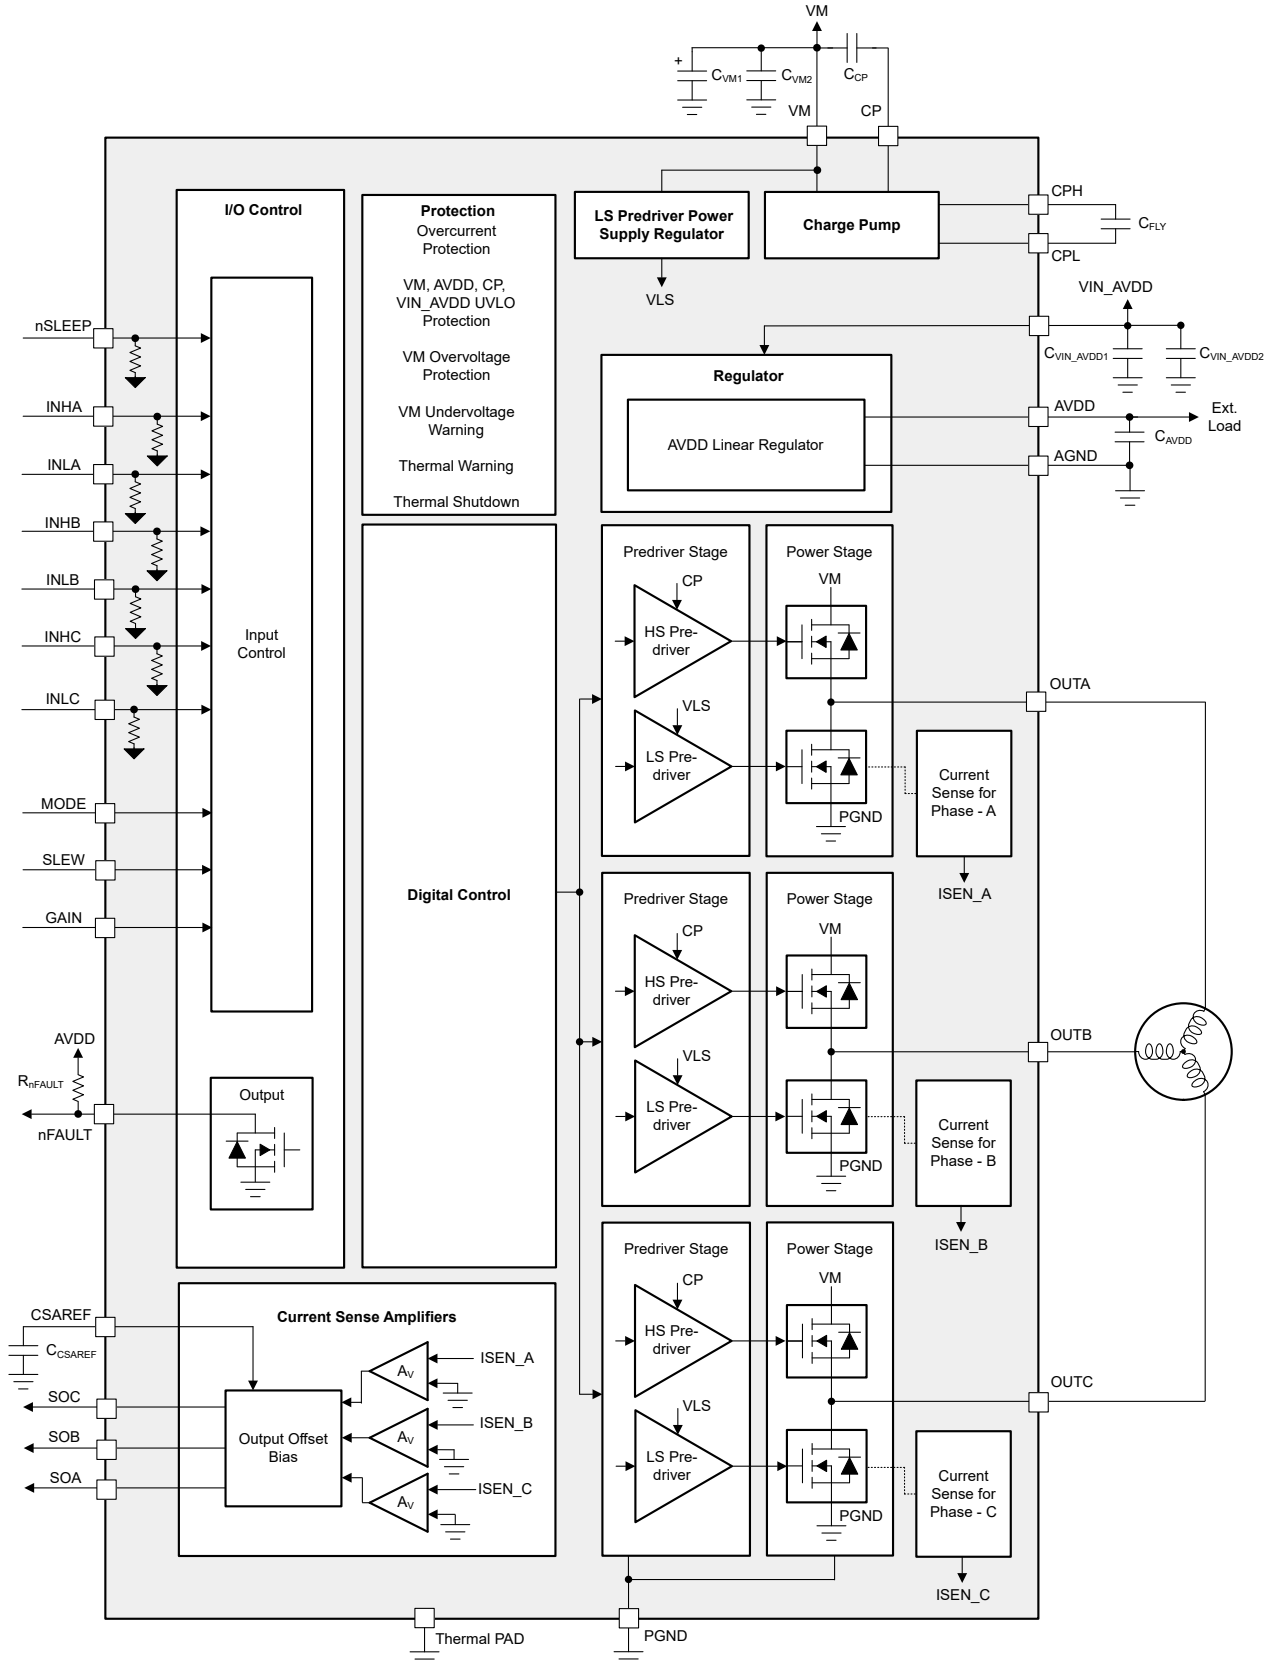 VM
+
CVM1
CVM2
CCP
VM
CP
I/O Control
Protection
Overcurrent
Protection
VM, AVDD, CP,
VIN_AVDD UVLO
Protection
VM Overvoltage
Protection
VM Undervoltage
Warning
Thermal Warning
Thermal Shutdown
LS Predriver Power
Supply Regulator
VLS
Charge Pump
CPH
CFLY
CPL
VIN_AVDD
CVIN_AVDD1
CVIN_AVDD2
Regulator
AVDD Linear Regulator
AVDD
Ext.
Load
CAVDD
AGND
nSLEEP
INHA
INLA
INHB
INLB
INHC
INLC
MODE
SLEW
GAIN
Input
Control
AVDD
RnFAULT
nFAULT
Output
Digital Control
Predriver Stage
CP
HS Pre-
driver
VLS
LS Pre-
driver
Power Stage
VM
PGND
OUTA
Current
Sense for
Phase - A
ISEN_A
Predriver Stage
CP
HS Pre-
driver
VLS
LS Pre-
driver
Power Stage
VM
PGND
OUTB
Current
Sense for
Phase - B
ISEN_B
Predriver Stage
CP
HS Pre-
driver
VLS
LS Pre-
driver
Power Stage
VM
PGND
OUTC
Current
Sense for
Phase - C
ISEN_C
CSAREF
CCSAREF
SOC
SOB
SOA
Current Sense Amplifiers
Output Offset
Bias
AV
ISEN_A
AV
ISEN_B
AV
ISEN_C
Thermal PAD
PGND